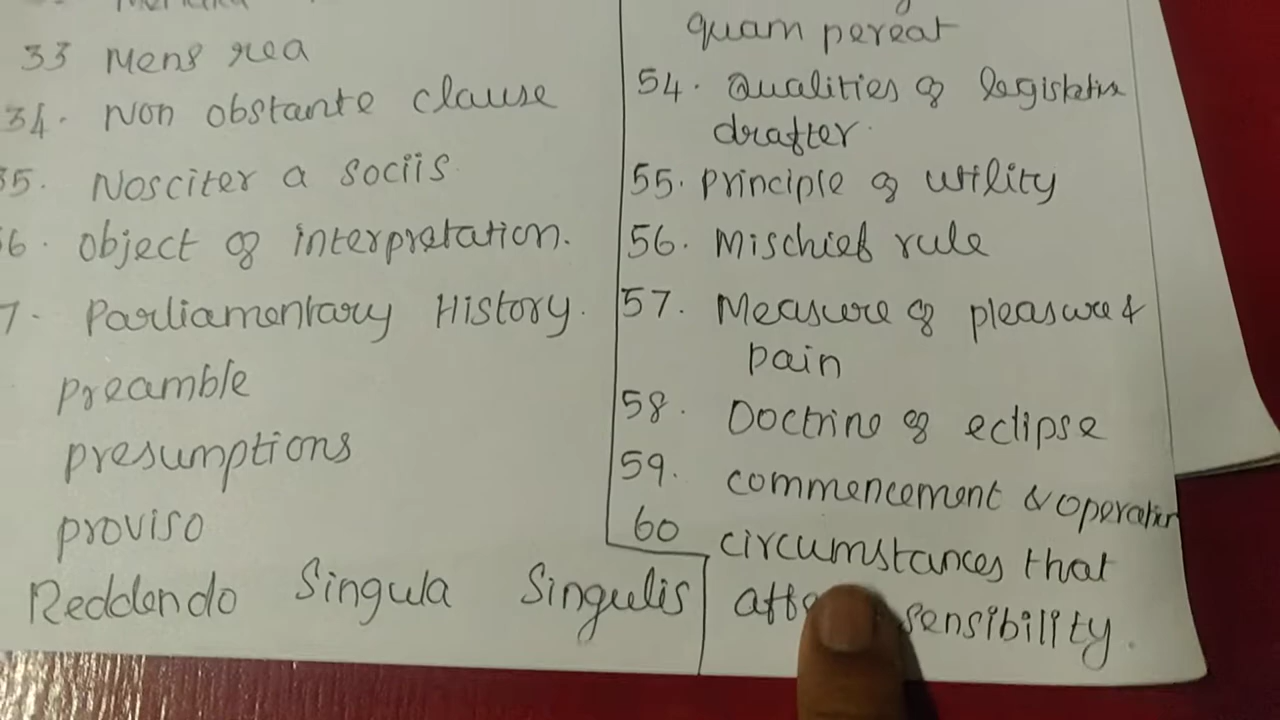 33 Mens rea
34. Non obstante clause
35. Nosciter a sociis
6. Object of interpretation.
7. Parliamentary History.
preamble
presumptions
proviso
Reddendo Singula Singulis
quam pereat
54. Qualities of legislative
drafter.
55. Principle of utility
56. Mischief rule
57. Measure of pleasure &
pain
58. Doctrine of eclipse
59. commencement & operation
60 circumstances that
sensibility.